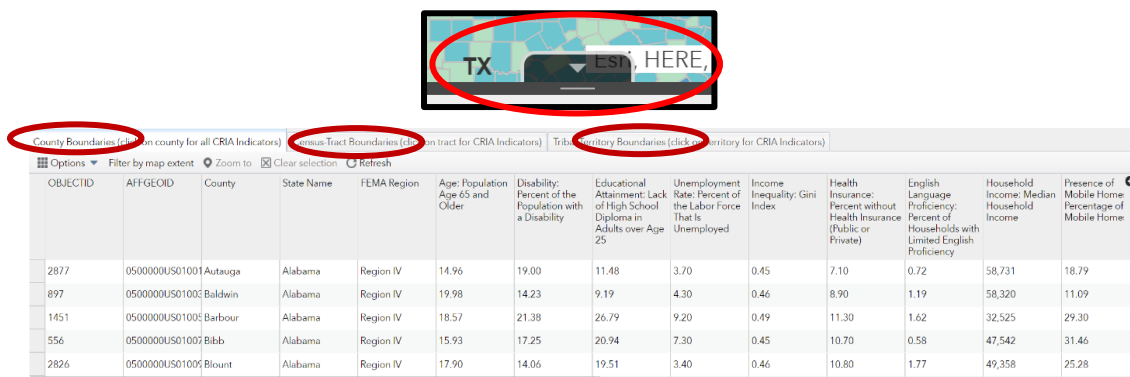 TX
Esri, HERE,
County Boundaries (click on county for all CRIA Indicators) Census-Tract Boundaries (click on tract for CRIA Indicators) Tribal Territory Boundaries (click on territory for CRIA Indicators)
Options Filter by map extent Zoom to Clear selection Refresh
OBJECTID AFFGEOID County State Name FEMA Region Age: Population Disability: Educational Unemployment Income Health English Household Presence of
Age 65 and Percent of the Attainment: Lack Rate: Percent of Inequality: Gini Insurance: Language Income: Median Mobile Home:
Older Population with of High School the Labor Force Index Percent without Proficiency: Household Percentage of
a Disability Diploma in That Is Health Insurance Percent of Income Mobile Home:
Adults over Age Unemployed (Public or Households with
25 Private) Limited English
Proficiency
2877 0500000US01001 Autauga Alabama Region IV 14.96 19.00 11.48 3.70 0.45 7.10 0.72 58,731 18.79
897 0500000US01003 Baldwin Alabama Region IV 19.98 14.23 9.19 4.30 0.46 8.90 1.19 58,320 11.09
1451 0500000US01005 Barbour Alabama Region IV 18.57 21.38 26.79 9.20 0.49 11.30 1.62 32,525 29.30
556 0500000US01007 Bibb Alabama Region IV 15.93 17.25 20.94 7.30 0.45 10.70 0.58 47,542 31.46
2826 0500000US01009 Blount Alabama Region IV 17.90 14.06 19.51 3.40 0.46 10.80 1.77 49,358 25.28